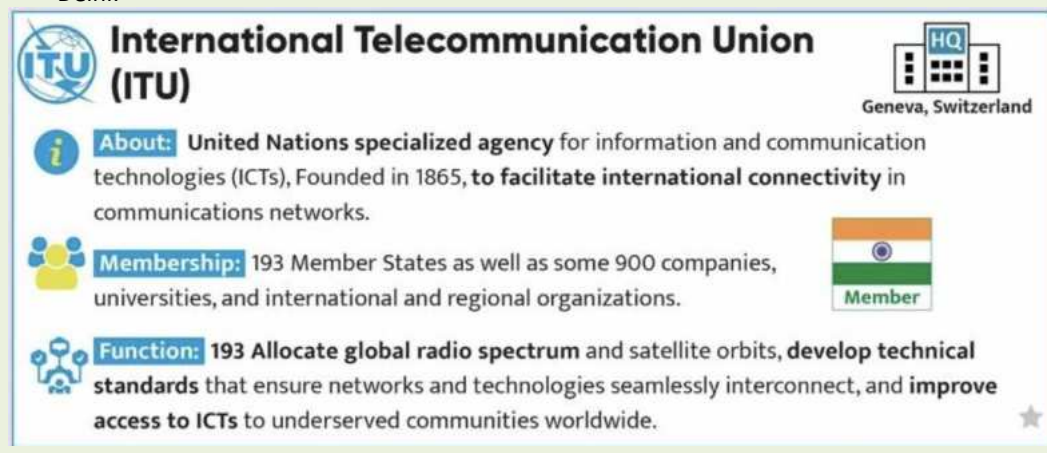 International Telecommunication Union
(ITU)
ITU
HQ
Geneva, Switzerland
About: United Nations specialized agency for information and communication
technologies (ICTs), Founded in 1865, to facilitate international connectivity in
communications networks.
Membership: 193 Member States as well as some 900 companies,
universities, and international and regional organizations.
Member
Function: 193 Allocate global radio spectrum and satellite orbits, develop technical
standards that ensure networks and technologies seamlessly interconnect, and improve
access to ICTs to underserved communities worldwide.